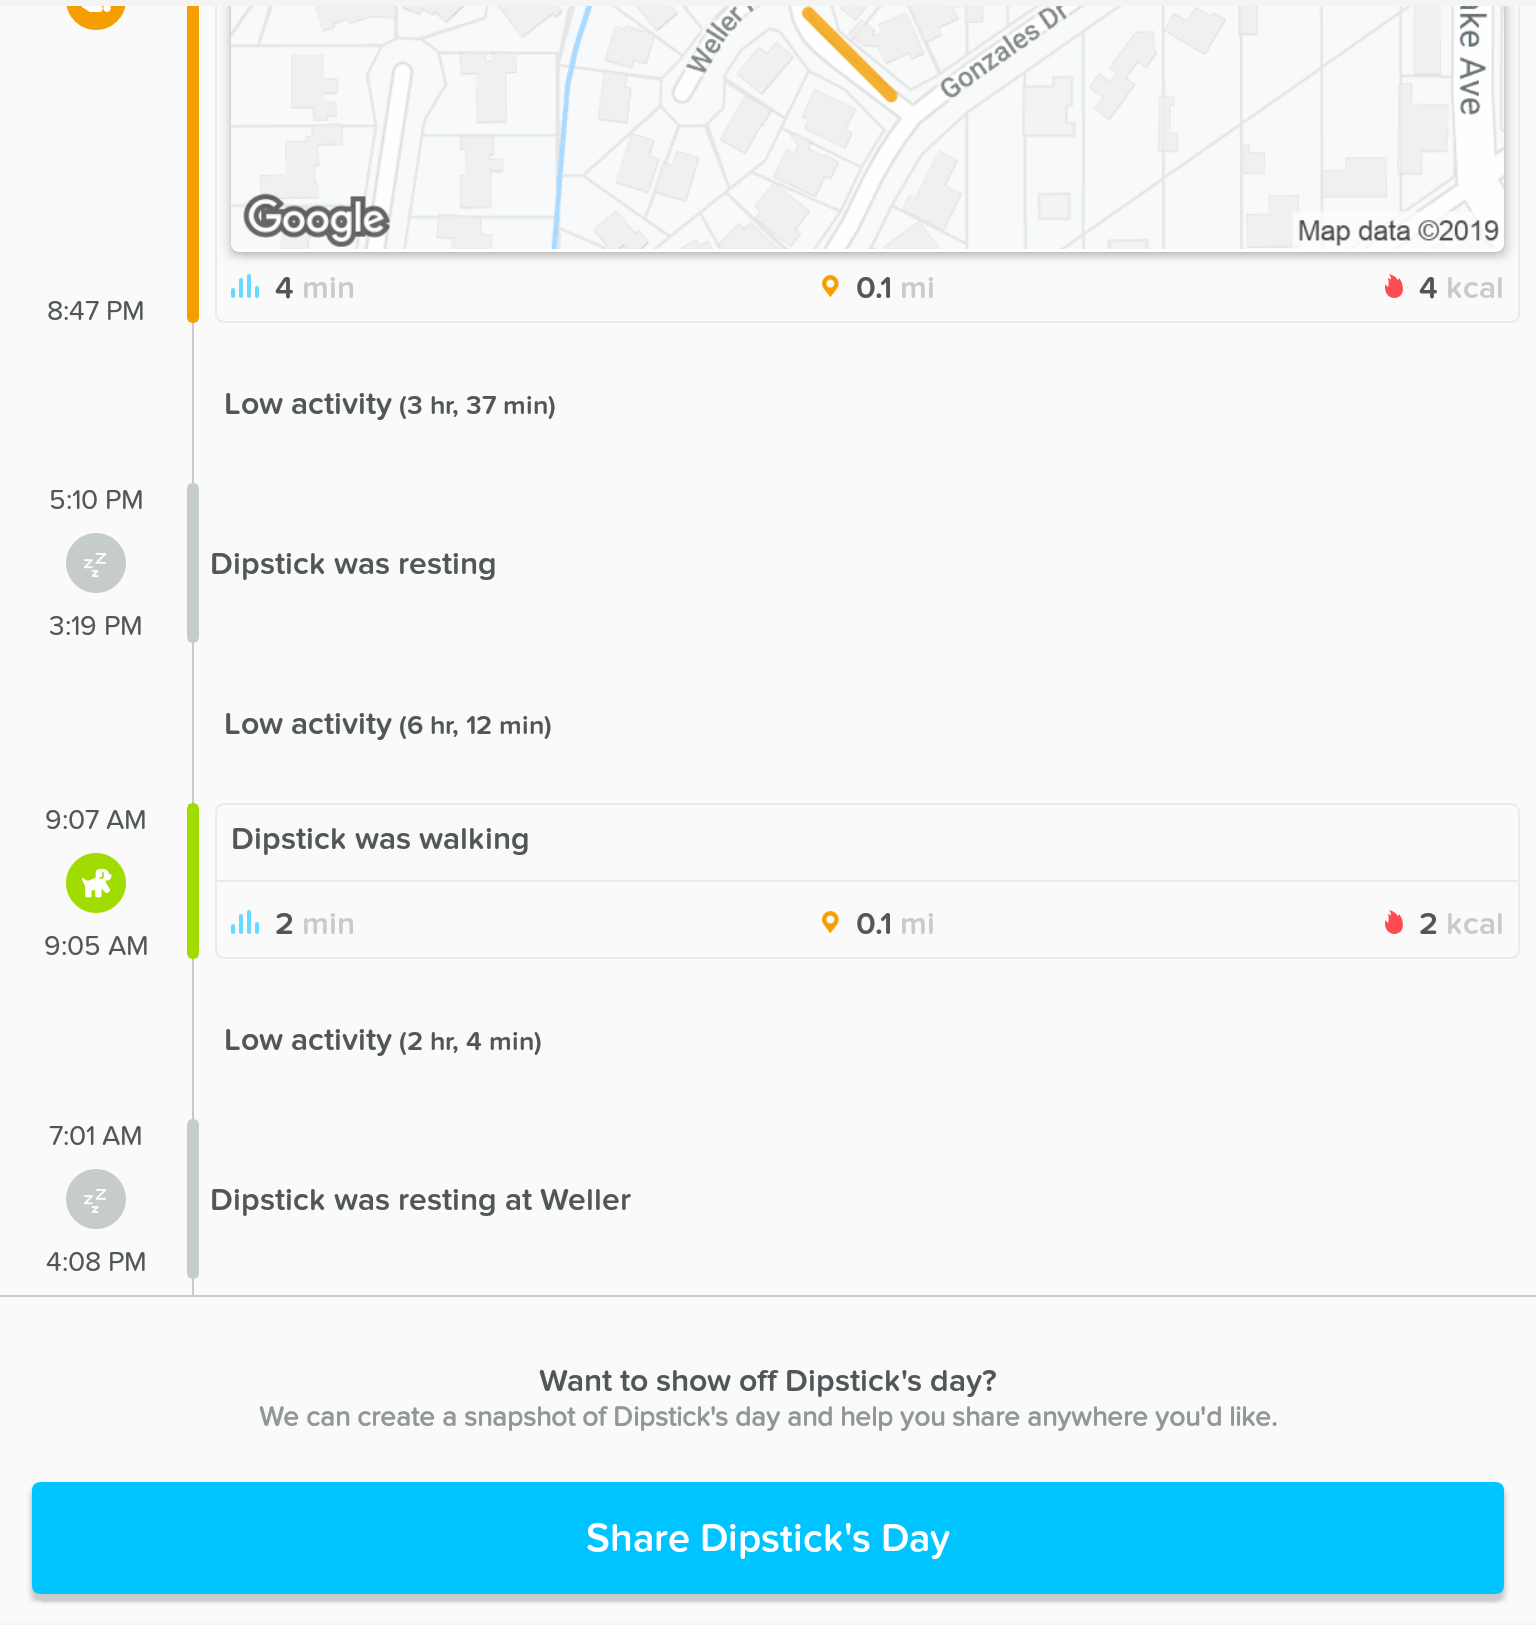 Weller
Gonzales Dr
ke Ave
Google
Map data ©2019
4 min
0.1 mi
4 kcal
8:47 PM
Low activity (3 hr, 37 min)
5:10 PM
zzz
Dipstick was resting
3:19 PM
Low activity (6 hr, 12 min)
9:07 AM
Dipstick was walking
2 min
0.1 mi
2 kcal
9:05 AM
Low activity (2 hr, 4 min)
7:01 AM
zzz
Dipstick was resting at Weller
4:08 PM
Want to show off Dipstick's day?
We can create a snapshot of Dipstick's day and help you share anywhere you'd like.
Share Dipstick's Day